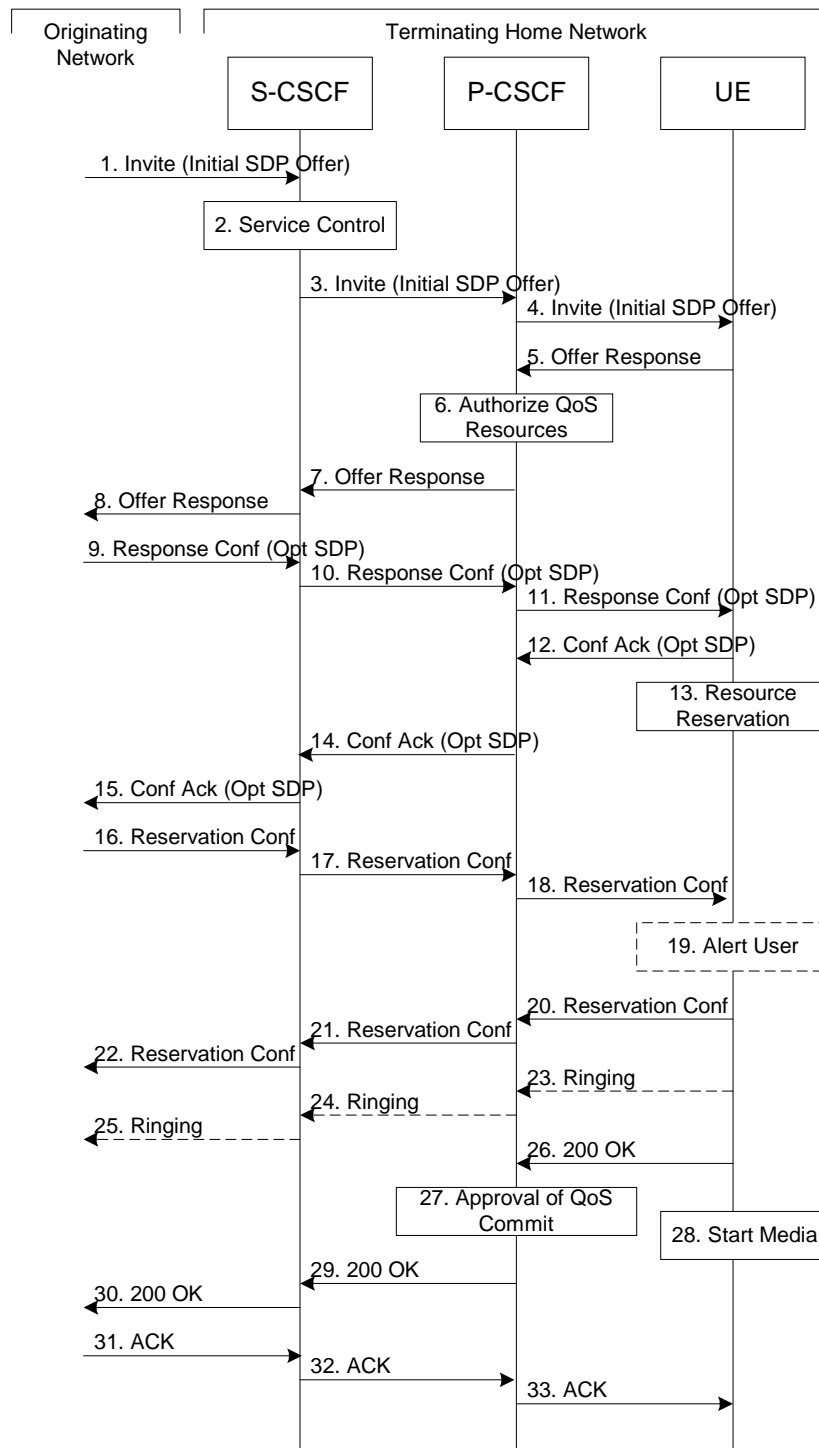 Originating
Network
Terminating Home Network
S-CSCF
P-CSCF
UE
1. Invite (Initial SDP Offer)
2. Service Control
3. Invite (Initial SDP Offer)
4. Invite (Initial SDP Offer)
5. Offer Response
6. Authorize QoS
Resources
7. Offer Response
8. Offer Response
9. Response Conf (Opt SDP)
10. Response Conf (Opt SDP)
11. Response Conf (Opt SDP)
12. Conf Ack (Opt SDP)
13. Resource
Reservation
14. Conf Ack (Opt SDP)
15. Conf Ack (Opt SDP)
16. Reservation Conf
17. Reservation Conf
18. Reservation Conf
19. Alert User
20. Reservation Conf
21. Reservation Conf
22. Reservation Conf
23. Ringing
24. Ringing
25. Ringing
26. 200 OK
27. Approval of QoS
Commit
28. Start Media
29. 200 OK
30. 200 OK
31. ACK
32. ACK
33. ACK